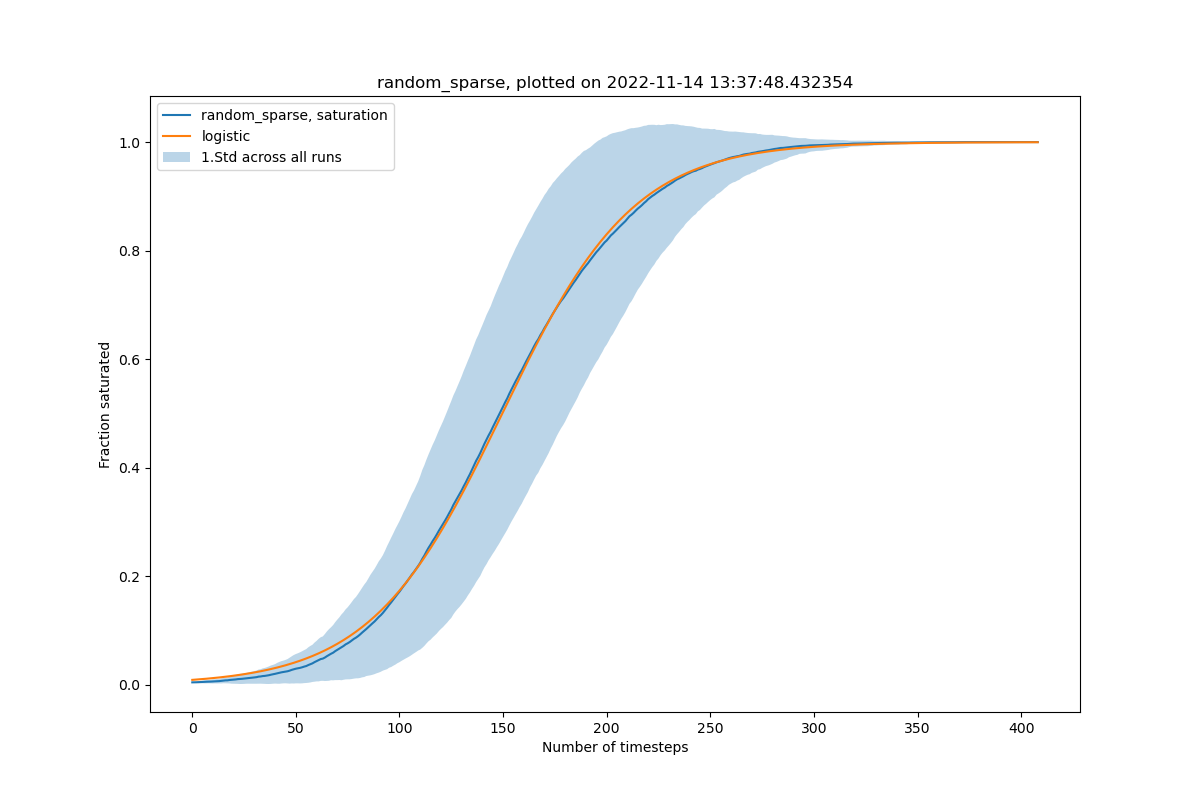 random_sparse, plotted on 2022-11-14 13:37:48.432354
random_sparse, saturation
logistic
1.Std across all runs
1.0
0.8
0.6
0.4
0.2
0.0
Fraction saturated
0 50 100 150 200 250 300 350 400
Number of timesteps